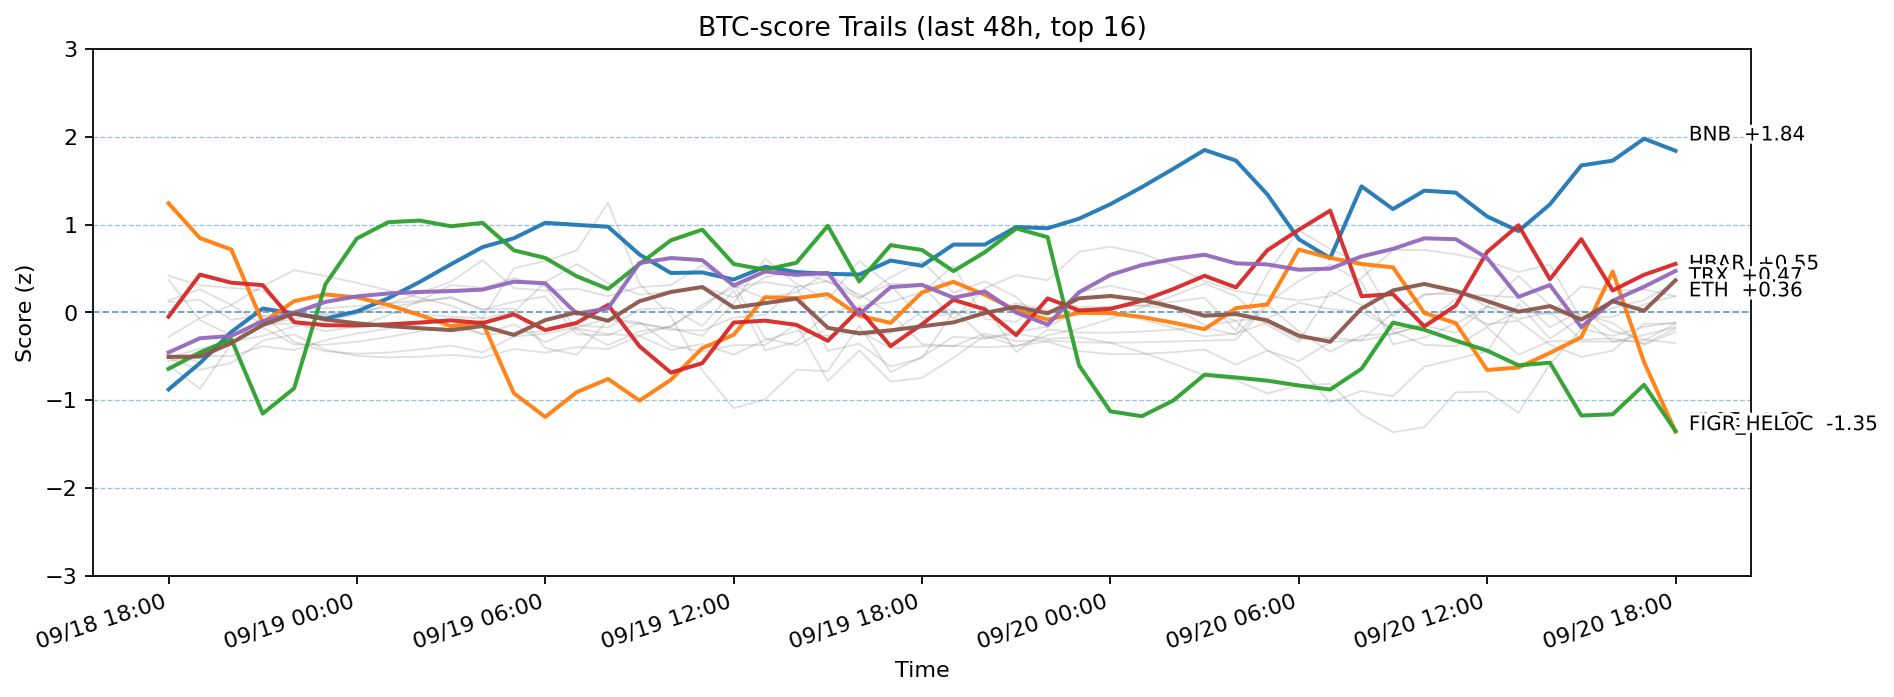 BTC-score Trails (last 48h, top 16)
Score (z)
3
2
1
0
−1
−2
−3
BNB +1.84
HBAR +0.55
TRX +0.47
ETH +0.36
FIGR_HELOC -1.35
09/18 18:00
09/19 00:00
09/19 06:00
09/19 12:00
09/19 18:00
09/20 00:00
09/20 06:00
09/20 12:00
09/20 18:00
Time